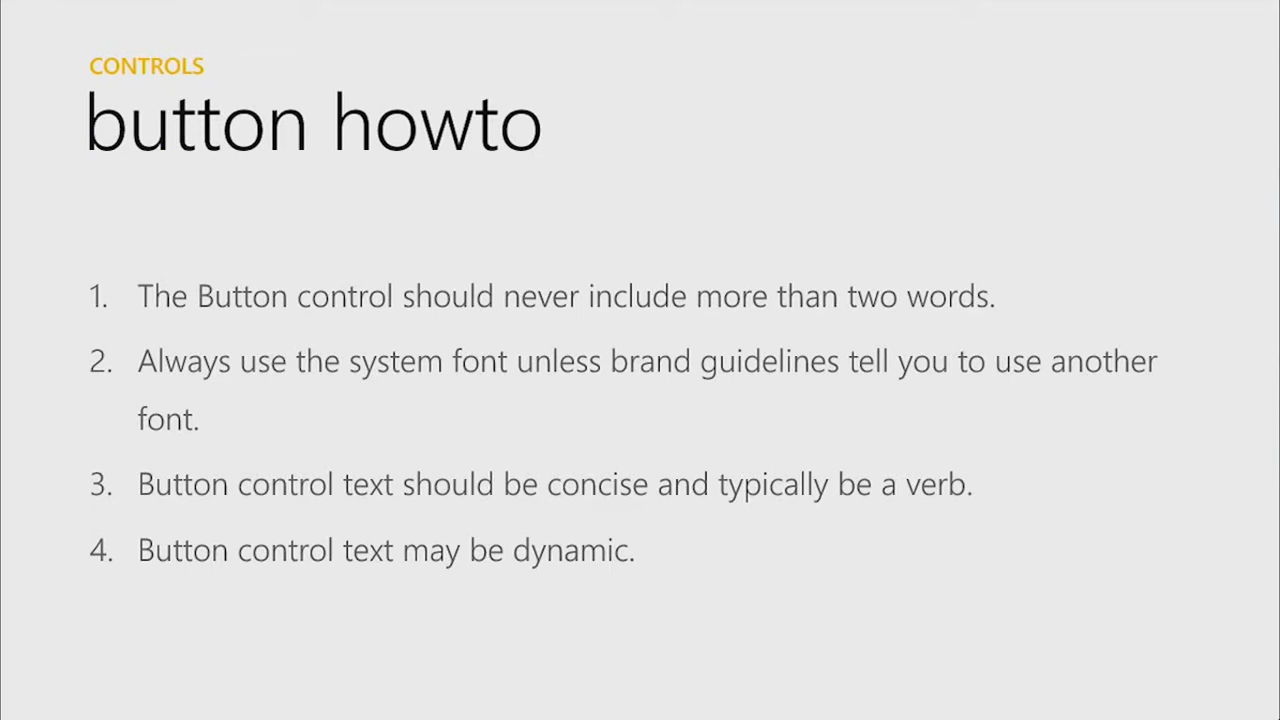 CONTROLS
button howto
1. The Button control should never include more than two words.
2. Always use the system font unless brand guidelines tell you to use another
font.
3. Button control text should be concise and typically be a verb.
4. Button control text may be dynamic.